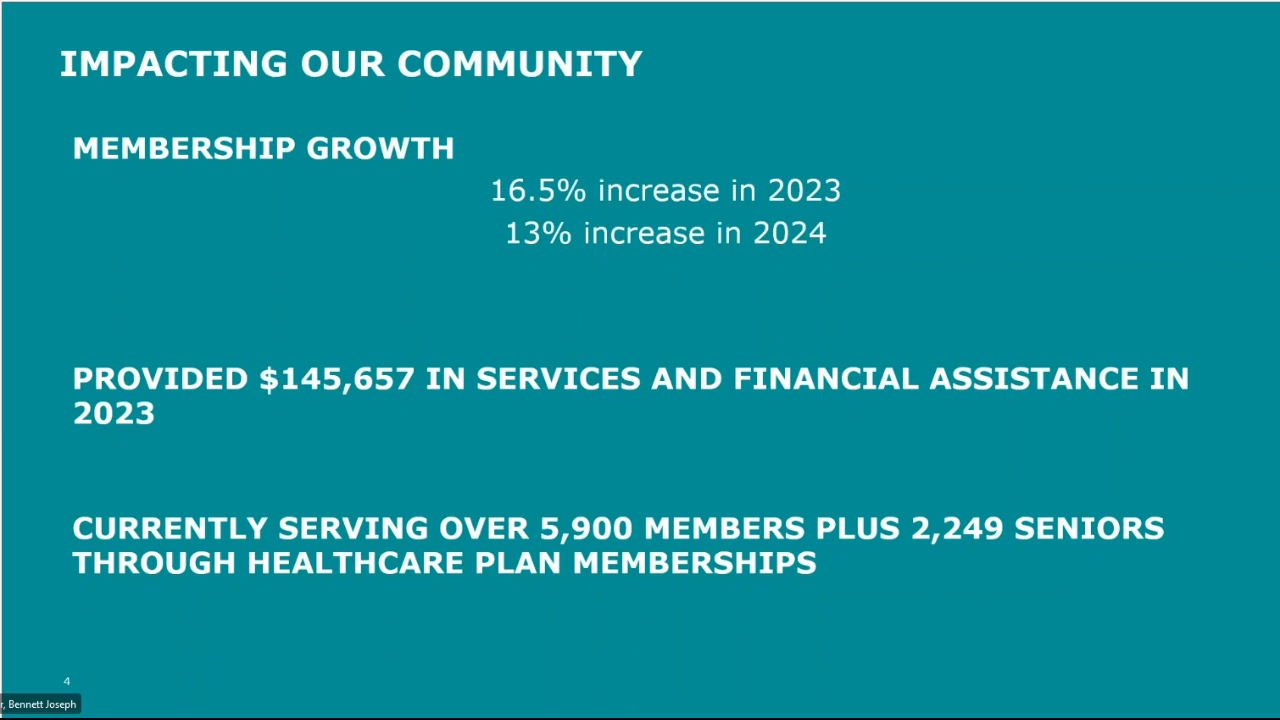 IMPACTING OUR COMMUNITY
MEMBERSHIP GROWTH
16.5% increase in 2023
13% increase in 2024
PROVIDED $145,657 IN SERVICES AND FINANCIAL ASSISTANCE IN
2023
CURRENTLY SERVING OVER 5,900 MEMBERS PLUS 2,249 SENIORS
THROUGH HEALTHCARE PLAN MEMBERSHIPS
4
r, Bennett Joseph